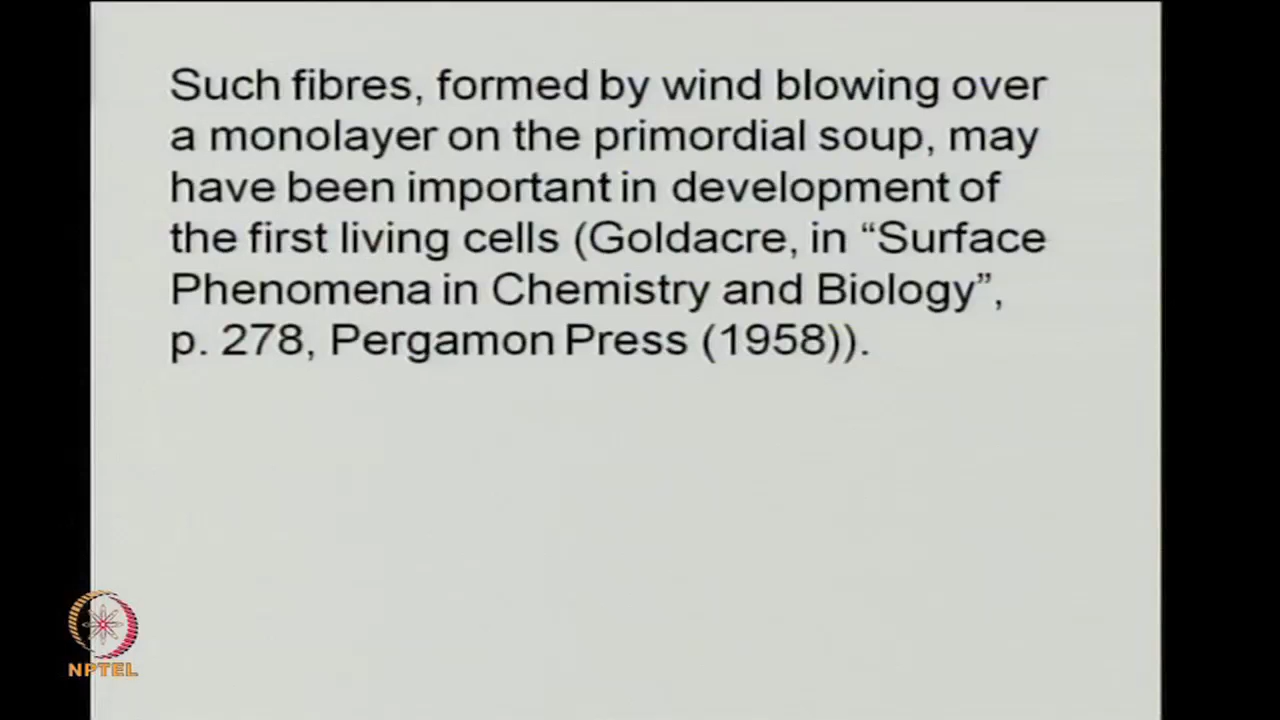 Such fibres, formed by wind blowing over
a monolayer on the primordial soup, may
have been important in development of
the first living cells (Goldacre, in “Surface
Phenomena in Chemistry and Biology”,
p. 278, Pergamon Press (1958)).
NPTEL